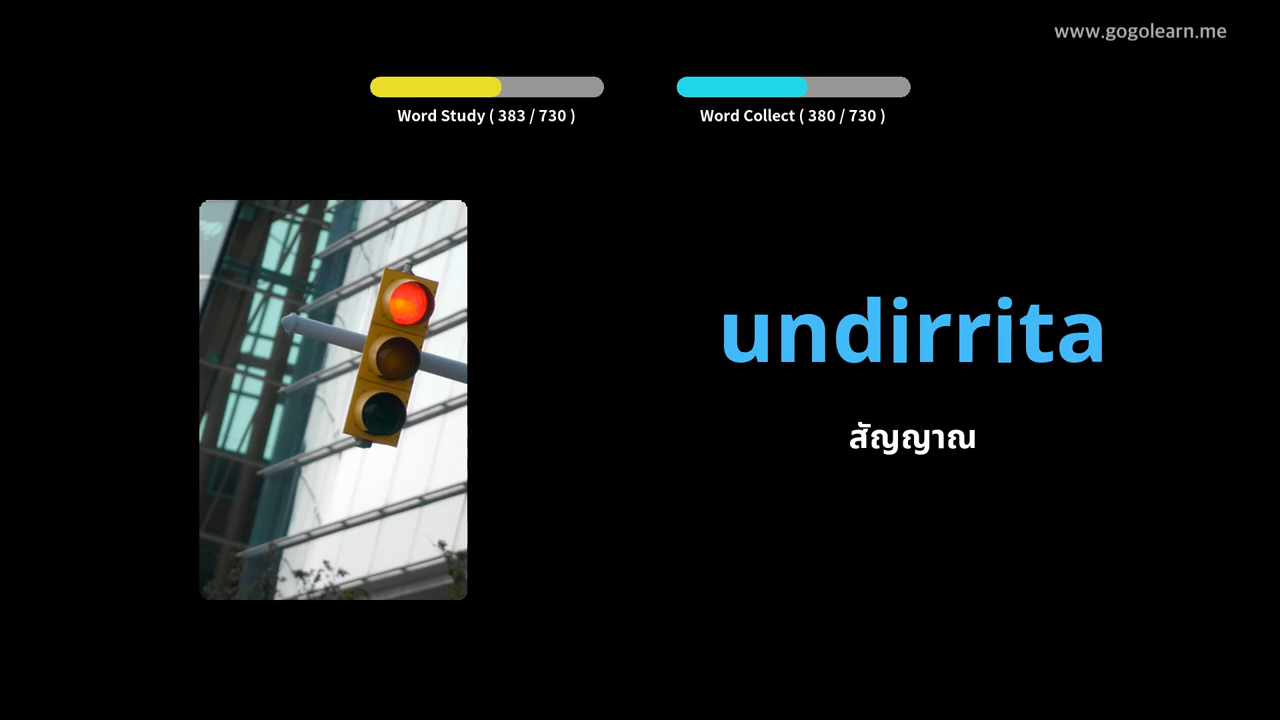 www.gogolearn.me
Word Study ( 383 / 730 )
Word Collect ( 380 / 730 )
undirrita
สัญญาณ